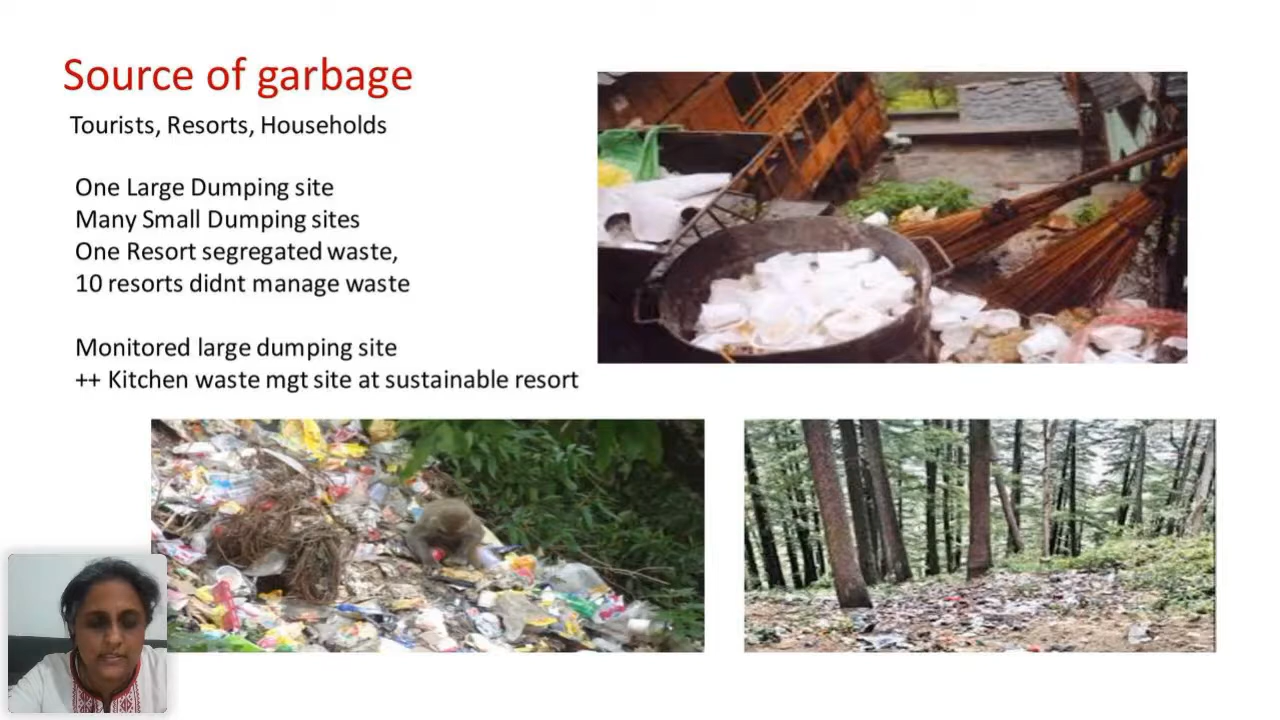 Source of garbage
Tourists, Resorts, Households
One Large Dumping site
Many Small Dumping sites
One Resort segregated waste,
10 resorts didnt manage waste
Monitored large dumping site
++ Kitchen waste mgt site at sustainable resort